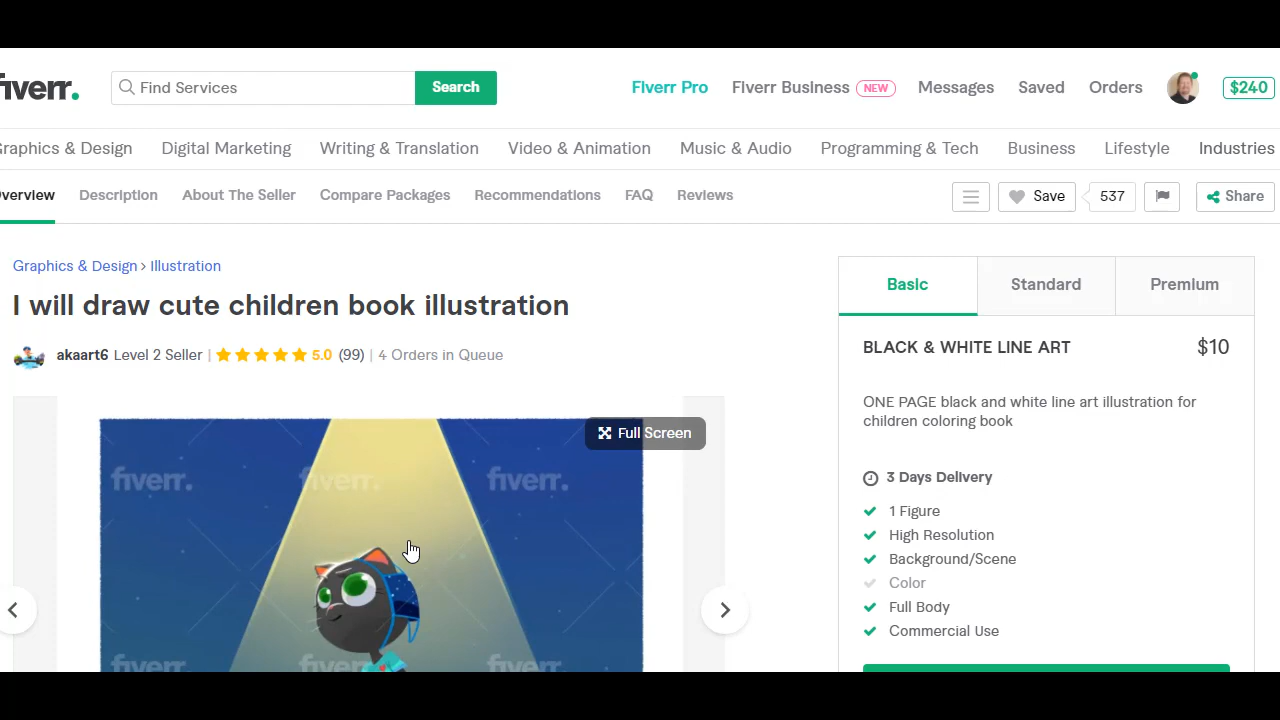 fiverr.
Find Services
Search
Fiverr Pro
Fiverr Business NEW
Messages
Saved
Orders
$240
Graphics & Design
Digital Marketing
Writing & Translation
Video & Animation
Music & Audio
Programming & Tech
Business
Lifestyle
Industries
Overview
Description
About The Seller
Compare Packages
Recommendations
FAQ
Reviews
Save
537
Share
Graphics & Design › Illustration
I will draw cute children book illustration
akaart6 Level 2 Seller | 5.0 (99) | 4 Orders in Queue
Full Screen
fiverr. fiverr. fiverr.
fiverr. fiverr. fiverr.
Basic
Standard
Premium
BLACK & WHITE LINE ART
$10
ONE PAGE black and white line art illustration for
children coloring book
3 Days Delivery
1 Figure
High Resolution
Background/Scene
Color
Full Body
Commercial Use